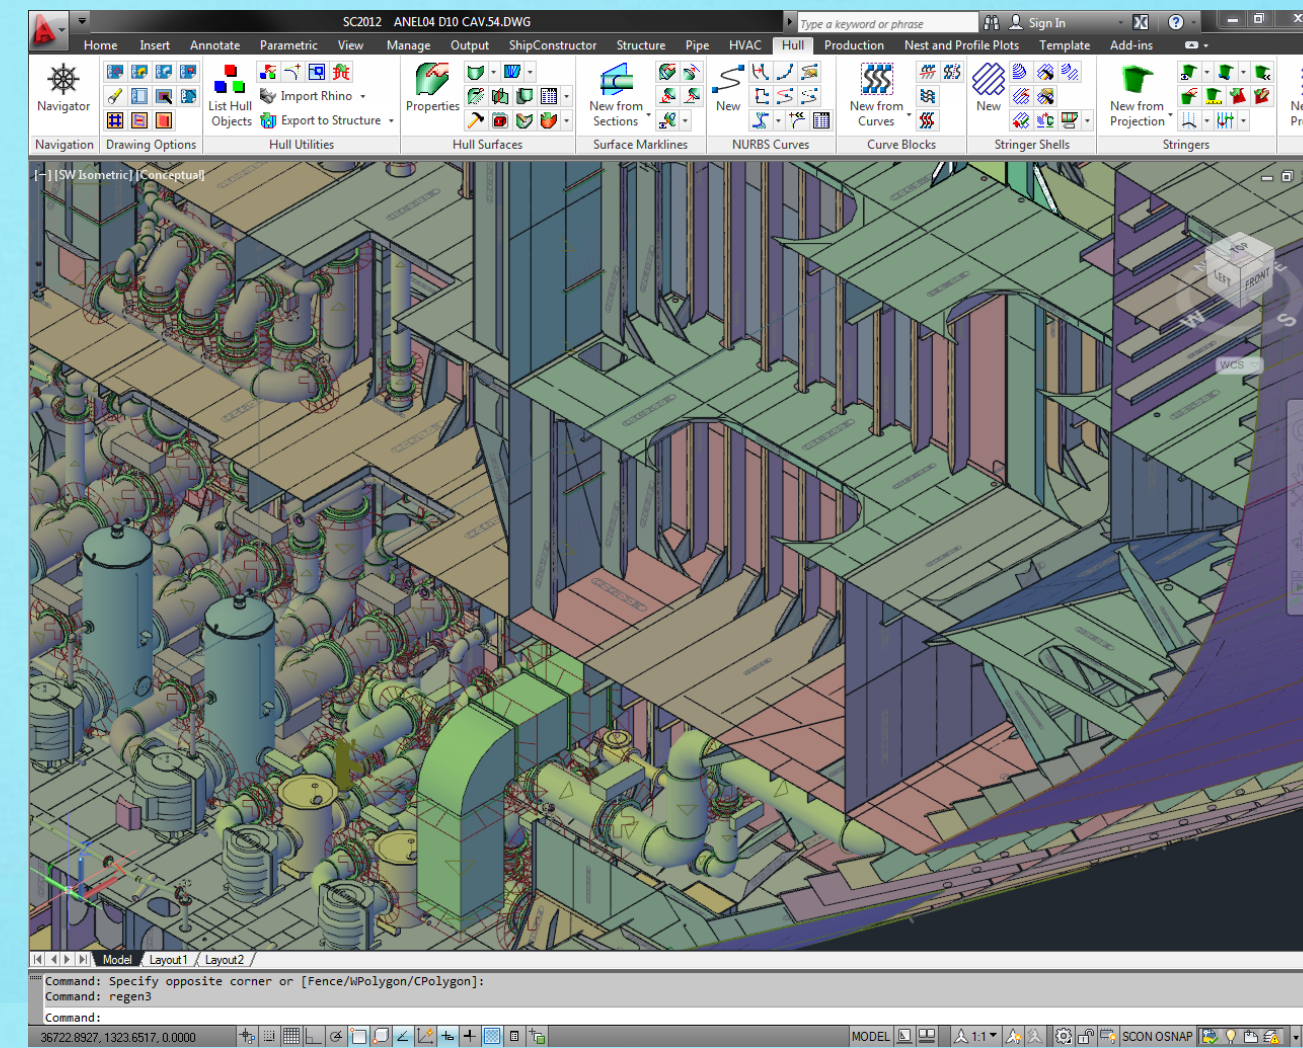 SC2012 ANEL04 D10 CAV.54.DWG
Type a keyword or phrase
Sign In
Home Insert Annotate Parametric View Manage Output ShipConstructor Structure Pipe HVAC Hull Production Nest and Profile Plots Template Add-ins
Navigator
List Hull
Objects
Import Rhino
Export to Structure
Properties
New from
Sections
New
New from
Curves
New
New from
Projection
Navigation Drawing Options Hull Utilities Hull Surfaces Surface Marklines NURBS Curves Curve Blocks Stringer Shells Stringers
[−] [SW Isometric] [Conceptual]
TOP
LEFT FRONT
W S
WCS
Model Layout1 Layout2
Command: Specify opposite corner or [Fence/WPolygon/CPolygon]:
Command: regen3
Command:
36722.8927, 1323.6517, 0.0000
MODEL 1:1 SCON OSNAP